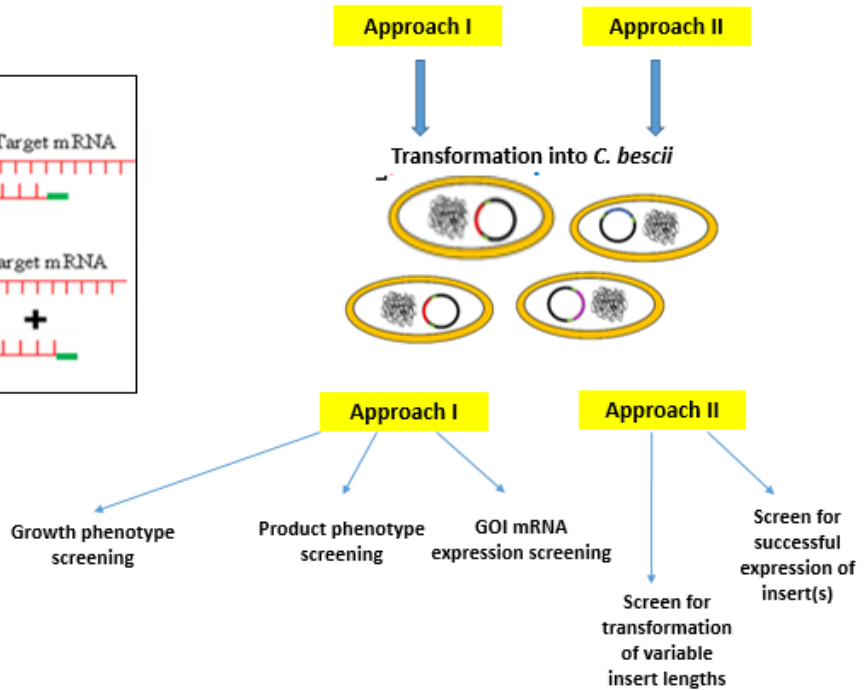 Approach I
Approach II
Target mRNA
Transformation into C. bescii
arget mRNA
+
Approach I
Approach II
Growth phenotype
screening
Product phenotype
screening
GOI mRNA
expression screening
Screen for
successful
expression of
insert(s)
Screen for
transformation
of variable
insert lengths